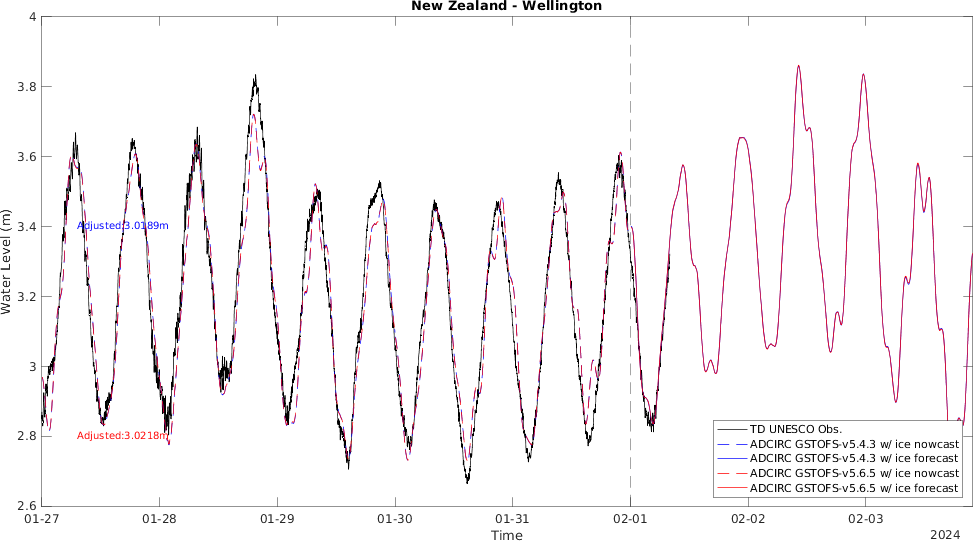 New Zealand - Wellington
4
3.8
3.6
3.4
3.2
3
2.8
2.6
Water Level (m)
Adjusted:3.0189m
Adjusted:3.0218m
TD UNESCO Obs.
ADCIRC GSTOFS-v5.4.3 w/ ice nowcast
ADCIRC GSTOFS-v5.4.3 w/ ice forecast
ADCIRC GSTOFS-v5.6.5 w/ ice nowcast
ADCIRC GSTOFS-v5.6.5 w/ ice forecast
01-27 01-28 01-29 01-30 01-31 02-01 02-02 02-03
Time
2024